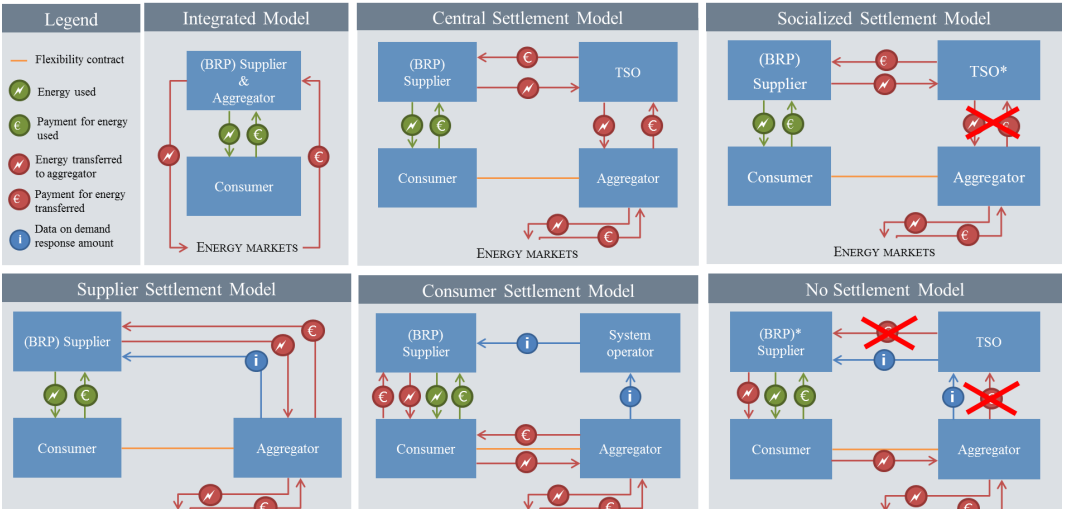 Legend
Flexibility contract
Energy used
Payment for energy
used
Energy transferred
to aggregator
Payment for energy
transferred
Data on demand
response amount
Integrated Model
(BRP) Supplier
&
Aggregator
Consumer
ENERGY MARKETS
Central Settlement Model
(BRP)
Supplier
TSO
Consumer
Aggregator
ENERGY MARKETS
Socialized Settlement Model
(BRP)
Supplier
TSO*
Consumer
Aggregator
ENERGY MARKETS
Supplier Settlement Model
(BRP) Supplier
Consumer
Aggregator
Consumer Settlement Model
(BRP)
Supplier
System
operator
Consumer
Aggregator
No Settlement Model
(BRP)*
Supplier
TSO
Consumer
Aggregator